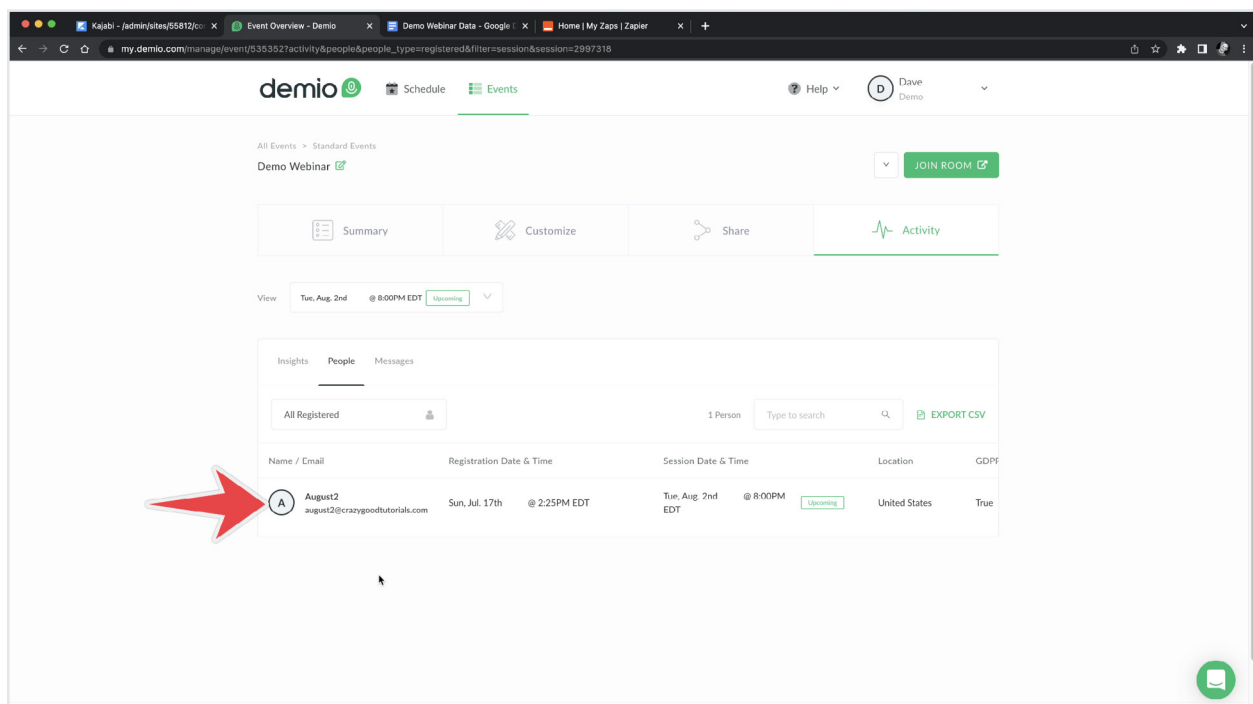 Kajabi - /admin/sites/55812/co
Event Overview - Demio
Demo Webinar Data - Google D
Home | My Zaps | Zapier
my.demio.com/manage/event/535352?activity&people&people_type=registered&filter=session&session=2997318
demio
Schedule
Events
Help
D
Dave
Demo
All Events > Standard Events
Demo Webinar
JOIN ROOM
Summary
Customize
Share
Activity
View
Tue, Aug. 2nd @ 8:00PM EDT Upcoming
Insights People Messages
All Registered
1 Person
Type to search
EXPORT CSV
Name / Email
Registration Date & Time
Session Date & Time
Location
GDPR
A
August2
august2@crazygoodtutorials.com
Sun, Jul. 17th @ 2:25PM EDT
Tue, Aug. 2nd @ 8:00PM
EDT
Upcoming
United States
True